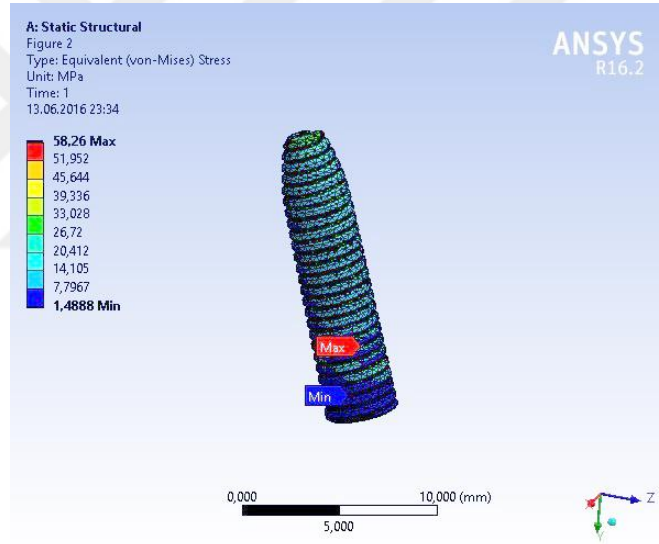 A: Static Structural
Figure 2
Type: Equivalent (von-Mises) Stress
Unit: MPa
Time: 1
13.06.2016 23:34
ANSYS
R16.2
58,26 Max
51,952
45,644
39,336
33,028
26,72
20,412
14,105
7,7967
1,4888 Min
Max
Min
0,000
10,000 (mm)
5,000
Z
Y